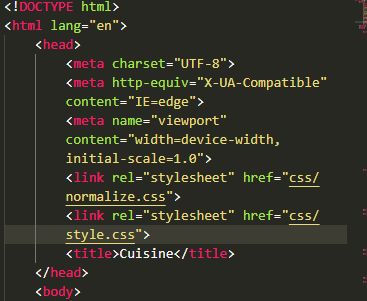 <!DOCTYPE html>
<html lang="en">
<head>
<meta charset="UTF-8">
<meta http-equiv="X-UA-Compatible"
content="IE=edge">
<meta name="viewport"
content="width=device-width,
initial-scale=1.0">
<link rel="stylesheet" href="css/
normalize.css">
<link rel="stylesheet" href="css/
style.css">
<title>Cuisine</title>
</head>
<body>